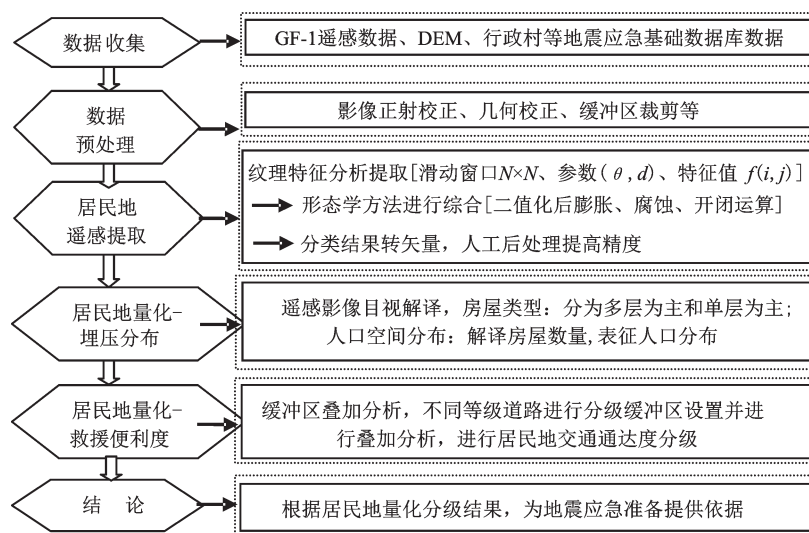 数据收集
GF-1遥感数据、DEM、行政村等地震应急基础数据库数据
数据
预处理
影像正射校正、几何校正、缓冲区裁剪等
居民地
遥感提取
纹理特征分析提取[滑动窗口N×N、参数(θ,d)、特征值 f(i,j)]
形态学方法进行综合[二值化后膨胀、腐蚀、开闭运算]
分类结果转矢量，人工后处理提高精度
居民地量化-
埋压分布
遥感影像目视解译，房屋类型：分为多层为主和单层为主;
人口空间分布：解译房屋数量,表征人口分布
居民地量化-
救援便利度
缓冲区叠加分析，不同等级道路进行分级缓冲区设置并进
行叠加分析，进行居民地交通通达度分级
结 论
根据居民地量化分级结果，为地震应急准备提供依据